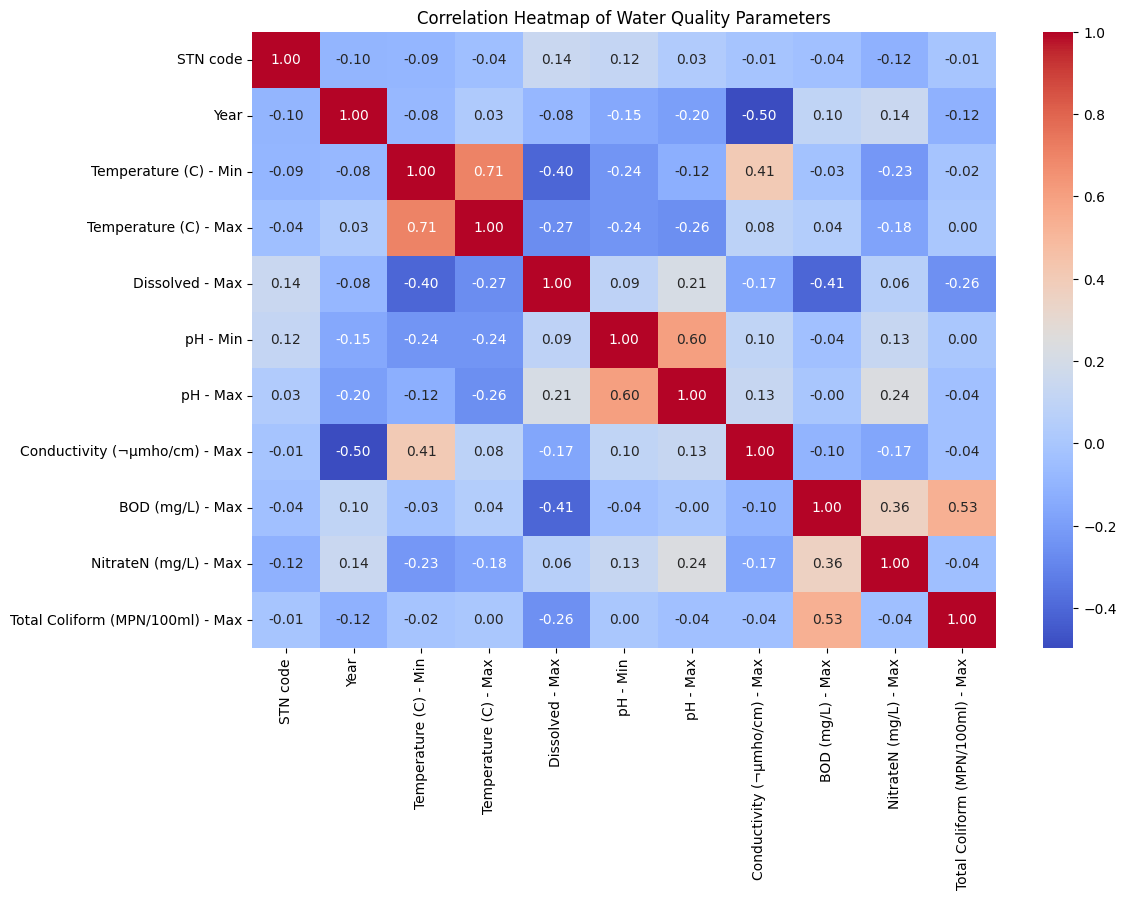 Correlation Heatmap of Water Quality Parameters
STN code 1.00 -0.10 -0.09 -0.04 0.14 0.12 0.03 -0.01 -0.04 -0.12 -0.01
Year -0.10 1.00 -0.08 0.03 -0.08 -0.15 -0.20 -0.50 0.10 0.14 -0.12
Temperature (C) - Min -0.09 -0.08 1.00 0.71 -0.40 -0.24 -0.12 0.41 -0.03 -0.23 -0.02
Temperature (C) - Max -0.04 0.03 0.71 1.00 -0.27 -0.24 -0.26 0.08 0.04 -0.18 0.00
Dissolved - Max 0.14 -0.08 -0.40 -0.27 1.00 0.09 0.21 -0.17 -0.41 0.06 -0.26
pH - Min 0.12 -0.15 -0.24 -0.24 0.09 1.00 0.60 0.10 -0.04 0.13 0.00
pH - Max 0.03 -0.20 -0.12 -0.26 0.21 0.60 1.00 0.13 -0.00 0.24 -0.04
Conductivity (¬µmho/cm) - Max -0.01 -0.50 0.41 0.08 -0.17 0.10 0.13 1.00 -0.10 -0.17 -0.04
BOD (mg/L) - Max -0.04 0.10 -0.03 0.04 -0.41 -0.04 -0.00 -0.10 1.00 0.36 0.53
NitrateN (mg/L) - Max -0.12 0.14 -0.23 -0.18 0.06 0.13 0.24 -0.17 0.36 1.00 -0.04
Total Coliform (MPN/100ml) - Max -0.01 -0.12 -0.02 0.00 -0.26 0.00 -0.04 -0.04 0.53 -0.04 1.00
STN code
Year
Temperature (C) - Min
Temperature (C) - Max
Dissolved - Max
pH - Min
pH - Max
Conductivity (¬µmho/cm) - Max
BOD (mg/L) - Max
NitrateN (mg/L) - Max
Total Coliform (MPN/100ml) - Max
1.0
0.8
0.6
0.4
0.2
0.0
−0.2
−0.4